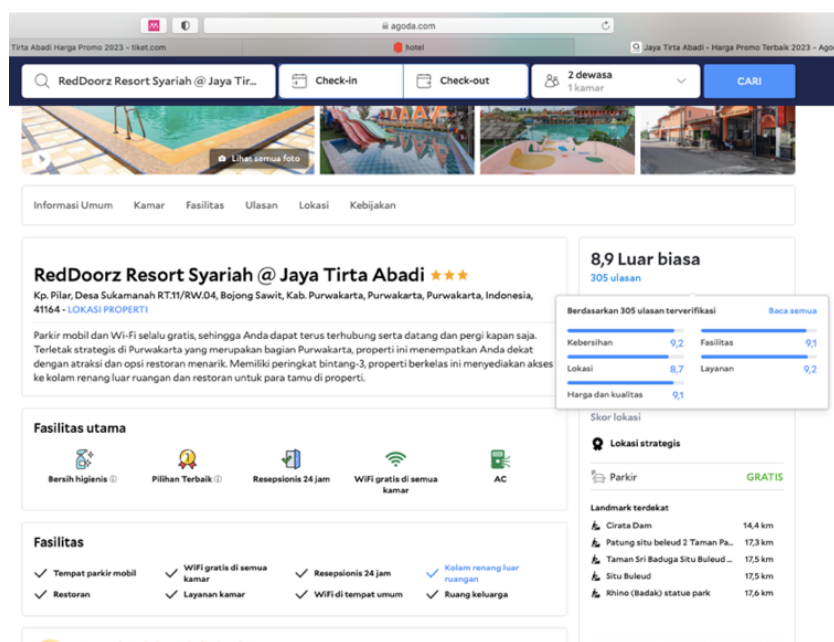 agoda.com
Tirta Abadi Harga Promo 2023 - tiket.com
hotel
Jaya Tirta Abadi - Harga Promo Terbaik 2023 - Ago
RedDoorz Resort Syariah @ Jaya Tir...
Check-in
Check-out
2 dewasa
1 kamar
CARI
Lihat semua foto
Informasi Umum
Kamar
Fasilitas
Ulasan
Lokasi
Kebijakan
RedDoorz Resort Syariah @ Jaya Tirta Abadi
Kp. Pilar, Desa Sukamanah RT.11/RW.04, Bojong Sawit, Kab. Purwakarta, Purwakarta, Purwakarta, Indonesia,
41164 - LOKASI PROPERTI
Parkir mobil dan Wi-Fi selalu gratis, sehingga Anda dapat terus terhubung serta datang dan pergi kapan saja.
Terletak strategis di Purwakarta yang merupakan bagian Purwakarta, properti ini menempatkan Anda dekat
dengan atraksi dan opsi restoran menarik. Memiliki peringkat bintang-3, properti berkelas ini menyediakan akses
ke kolam renang luar ruangan dan restoran untuk para tamu di properti.
8,9 Luar biasa
305 ulasan
Berdasarkan 305 ulasan terverifikasi
Baca semua
Kebersihan 9,2
Fasilitas 9,1
Lokasi 8,7
Layanan 9,2
Harga dan kualitas 9,1
Skor lokasi
Lokasi strategis
Parkir GRATIS
Landmark terdekat
Cirata Dam 14,4 km
Patung situ beleud 2 Taman Pa... 17,3 km
Taman Sri Baduga Situ Buleud ... 17,5 km
Situ Buleud 17,5 km
Rhino (Badak) statue park 17,6 km
Fasilitas utama
Bersih higienis
Pilihan Terbaik
Resepsionis 24 jam
WiFi gratis di semua
kamar
AC
Fasilitas
Tempat parkir mobil
WiFi gratis di semua
kamar
Resepsionis 24 jam
Kolam renang luar
ruangan
Restoran
Layanan kamar
WiFi di tempat umum
Ruang keluarga